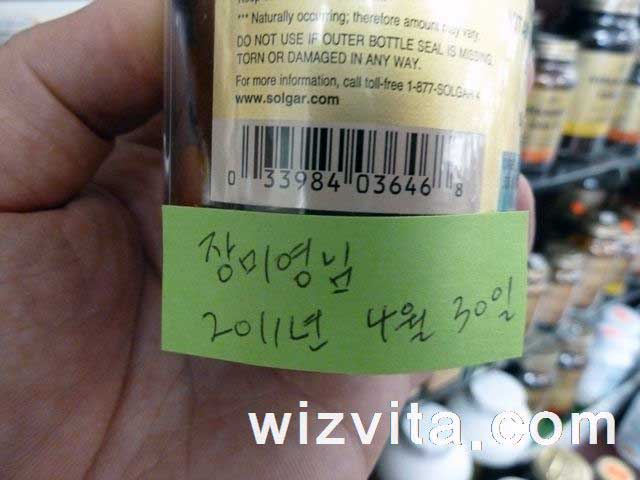 *** Naturally occurring; therefore amount may vary.
DO NOT USE IF OUTER BOTTLE SEAL IS MISSING,
TORN OR DAMAGED IN ANY WAY.
For more information, call toll-free 1-877-SOLGAR 4
www.solgar.com
0 33984 03646 8
장미영님
2011년 4월 30일
wizvita.com